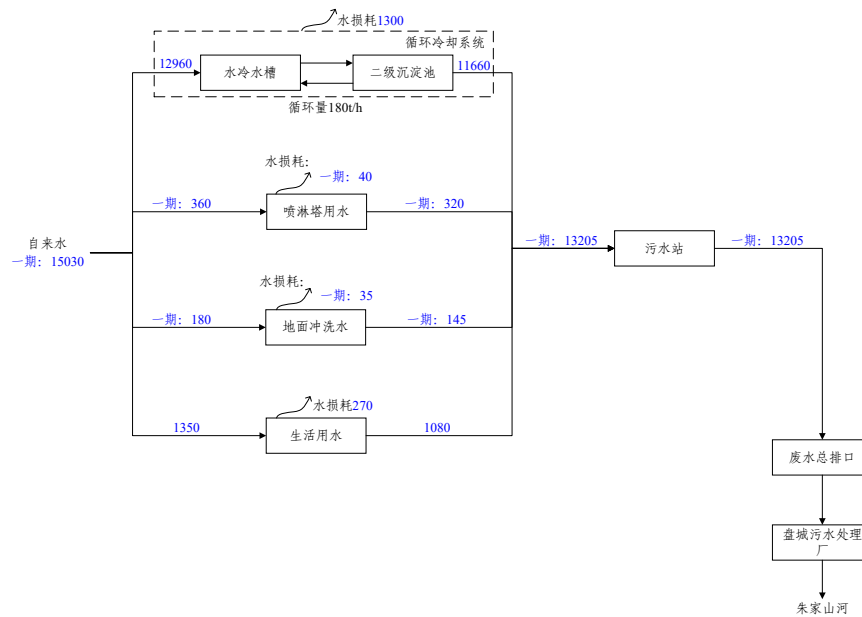 水损耗1300
循环冷却系统
12960
水冷水槽
二级沉淀池
11660
循环量180t/h
水损耗:
一期: 40
一期: 360
喷淋塔用水
一期: 320
自来水
一期: 15030
一期: 13205
污水站
一期: 13205
水损耗:
一期: 35
一期: 180
地面冲洗水
一期: 145
水损耗270
1350
生活用水
1080
废水总排口
盘城污水处理
厂
朱家山河